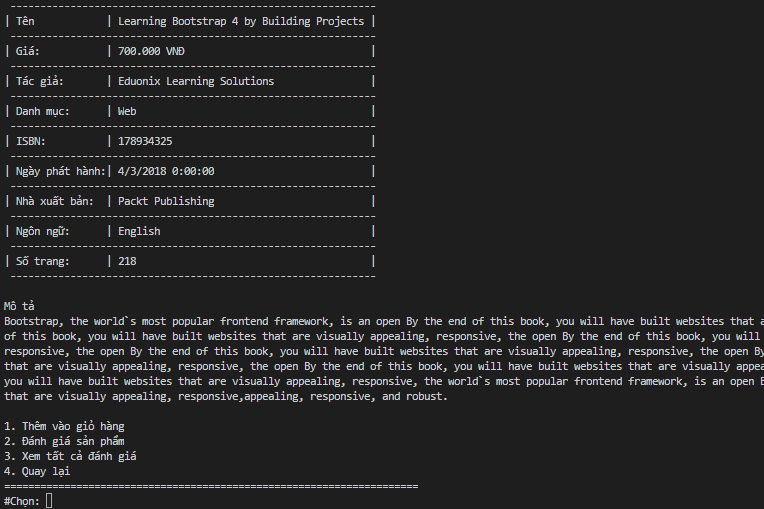 ------------------------------------------------------------
| Tên | Learning Bootstrap 4 by Building Projects |
------------------------------------------------------------
| Giá: | 700.000 VNĐ |
------------------------------------------------------------
| Tác giả: | Eduonix Learning Solutions |
------------------------------------------------------------
| Danh mục: | Web |
------------------------------------------------------------
| ISBN: | 178934325 |
------------------------------------------------------------
| Ngày phát hành:| 4/3/2018 0:00:00 |
------------------------------------------------------------
| Nhà xuất bản: | Packt Publishing |
------------------------------------------------------------
| Ngôn ngữ: | English |
------------------------------------------------------------
| Số trang: | 218 |
------------------------------------------------------------
Mô tả
Bootstrap, the world`s most popular frontend framework, is an open By the end of this book, you will have built websites that a
of this book, you will have built websites that are visually appealing, responsive, the open By the end of this book, you will
responsive, the open By the end of this book, you will have built websites that are visually appealing, responsive, the open By
that are visually appealing, responsive, the open By the end of this book, you will have built websites that are visually appea
you will have built websites that are visually appealing, responsive, the world`s most popular frontend framework, is an open B
that are visually appealing, responsive,appealing, responsive, and robust.
1. Thêm vào giỏ hàng
2. Đánh giá sản phẩm
3. Xem tất cả đánh giá
4. Quay lại
=====================================================================
#Chọn: